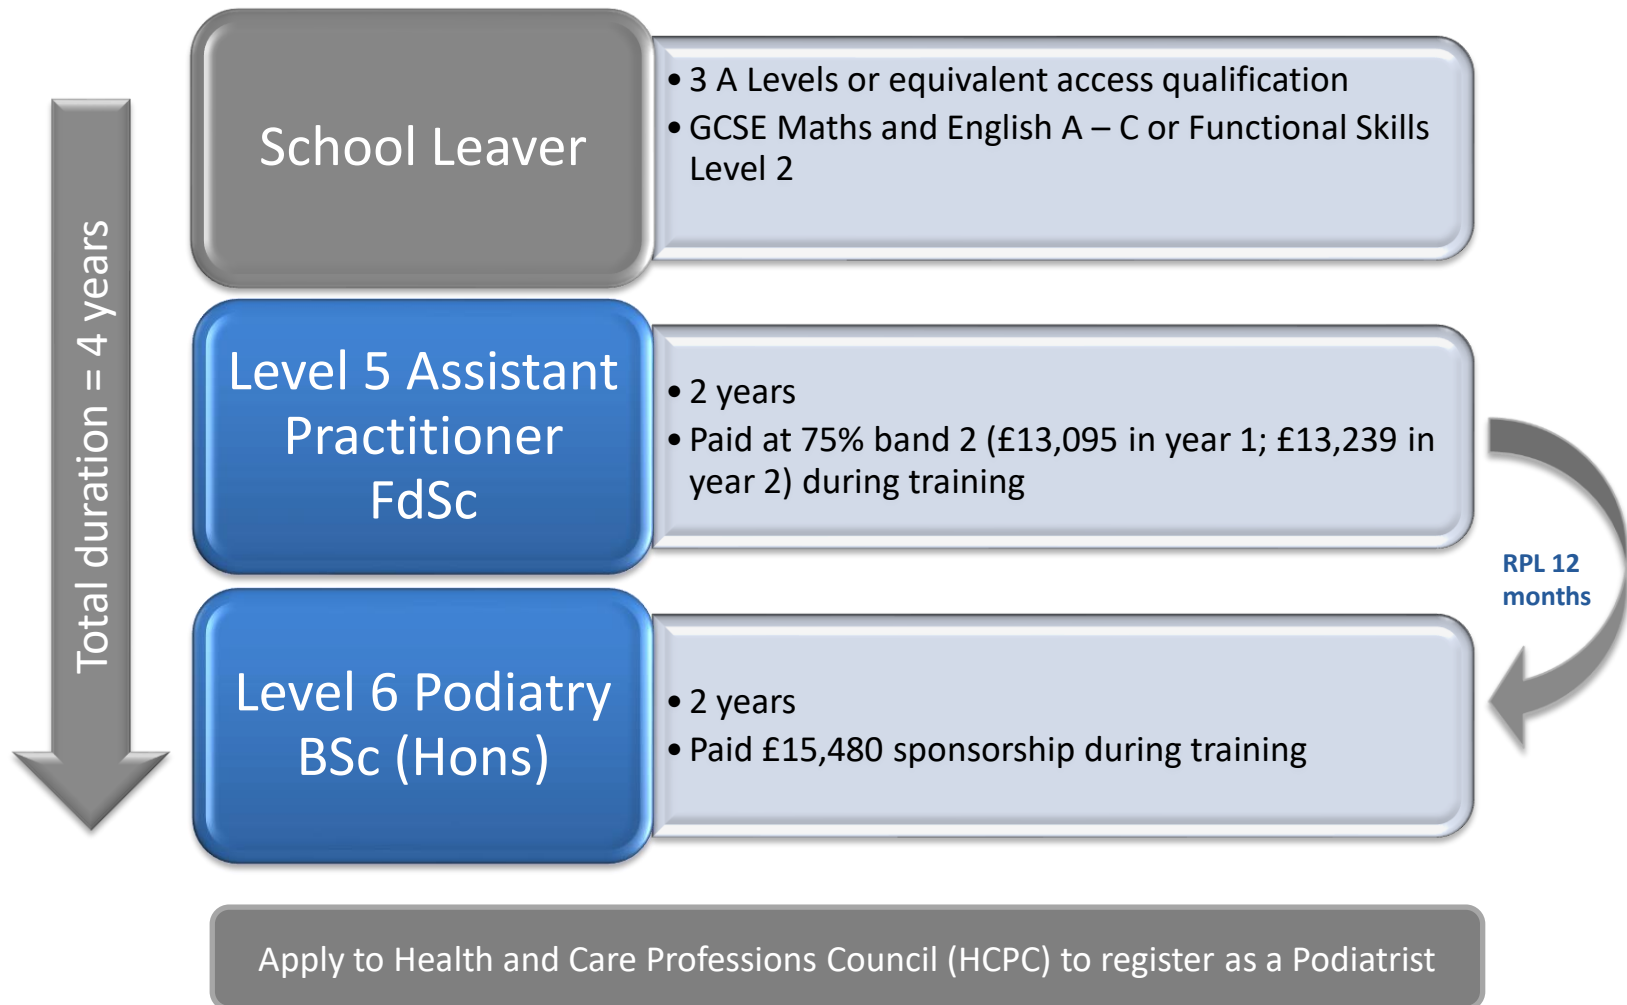 School Leaver
• 3 A Levels or equivalent access qualification
• GCSE Maths and English A – C or Functional Skills
Level 2
Total duration = 4 years
Level 5 Assistant
Practitioner
FdSc
• 2 years
• Paid at 75% band 2 (£13,095 in year 1; £13,239 in
year 2) during training
RPL 12
months
Level 6 Podiatry
BSc (Hons)
• 2 years
• Paid £15,480 sponsorship during training
Apply to Health and Care Professions Council (HCPC) to register as a Podiatrist